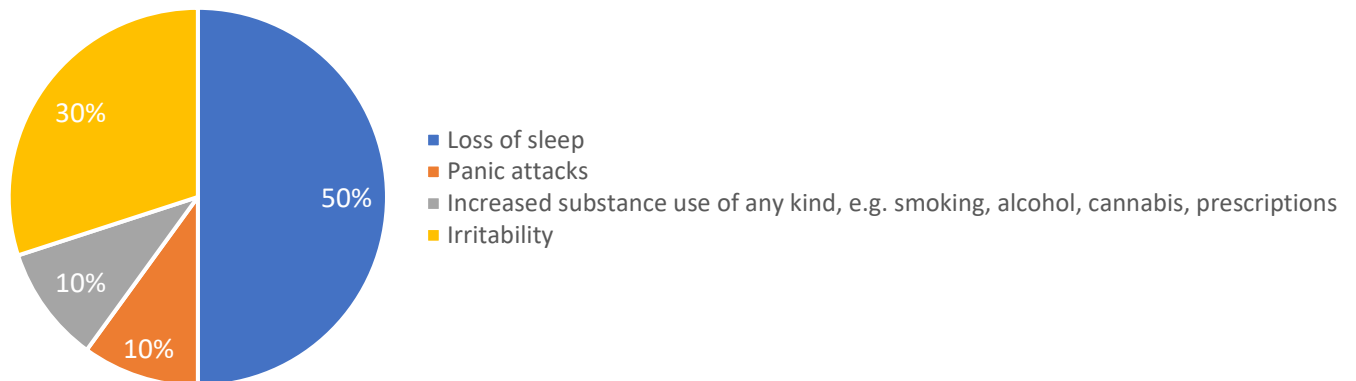 30%
50%
10%
10%
Loss of sleep
Panic attacks
Increased substance use of any kind, e.g. smoking, alcohol, cannabis, prescriptions
Irritability